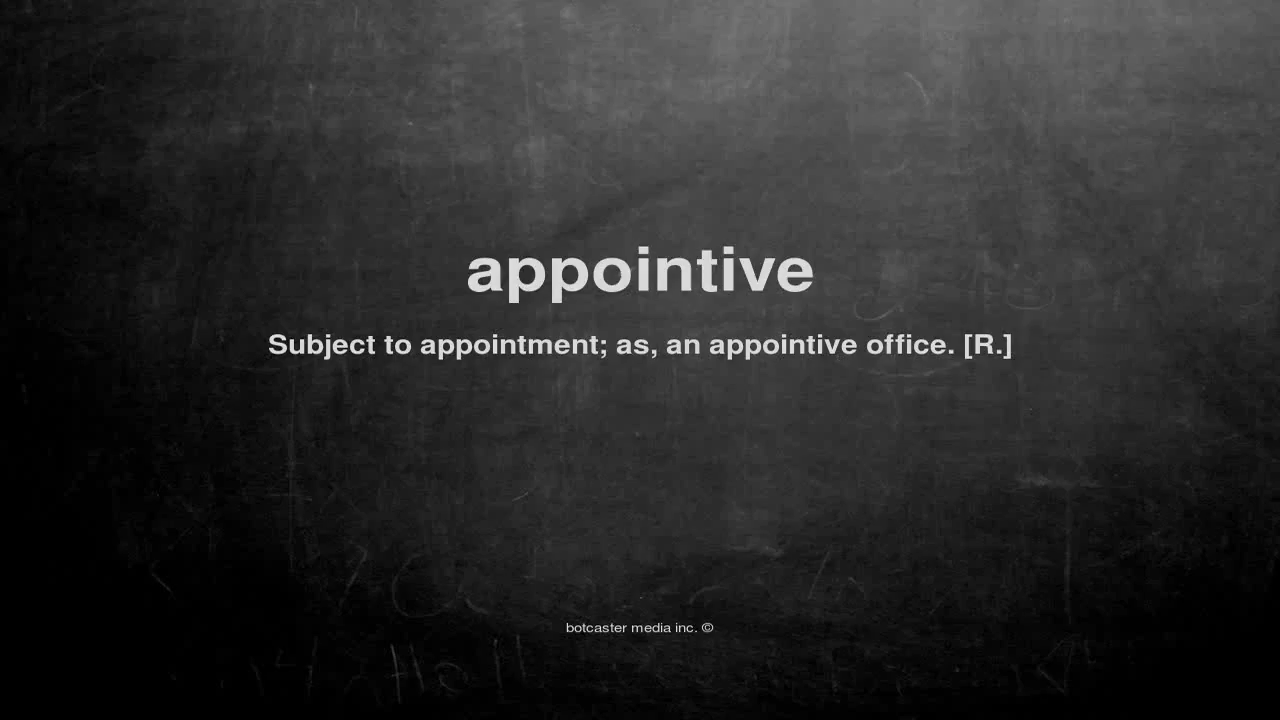 appointive
Subject to appointment; as, an appointive office. [R.]
botcaster media inc. ©